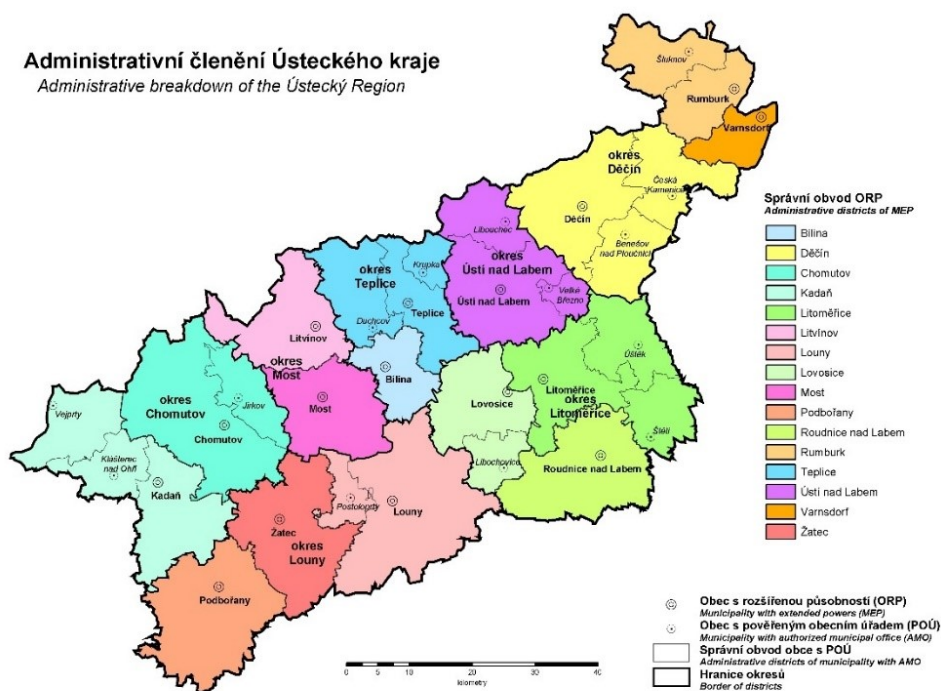 Administrativní členění Ústeckého kraje
Administrative breakdown of the Ústecký Region
Šluknov
Rumburk
Varnsdorf
okres
Děčín
Česká
Kamenice
Děčín
Benešov
nad Ploučnicí
Libouchec
okres
Ústí nad Labem
Ústí nad Labem
Velké
Březno
okres
Teplice
Krupka
Duchcov
Teplice
Litvínov
okres
Most
Bílina
Most
okres
Chomutov
Jirkov
Chomutov
Vejprty
Klášterec
nad Ohří
Kadaň
Lovosice
Litoměřice
okres
Litoměřice
Úštěk
Štětí
Libochovice
Roudnice nad Labem
Postoloprty
Louny
Žatec
okres
Louny
Podbořany
Správní obvod ORP
Administrative districts of MEP
Bílina
Děčín
Chomutov
Kadaň
Litoměřice
Litvínov
Louny
Lovosice
Most
Podbořany
Roudnice nad Labem
Rumburk
Teplice
Ústí nad Labem
Varnsdorf
Žatec
Obec s rozšířenou působností (ORP)
Municipality with extended powers (MEP)
Obec s pověřeným obecním úřadem (POÚ)
Municipality with authorized municipal office (AMO)
Správní obvod obce s POÚ
Administrative districts of municipality with AMO
Hranice okresů
Border of districts
0 5 10 20 30 40
kilometry